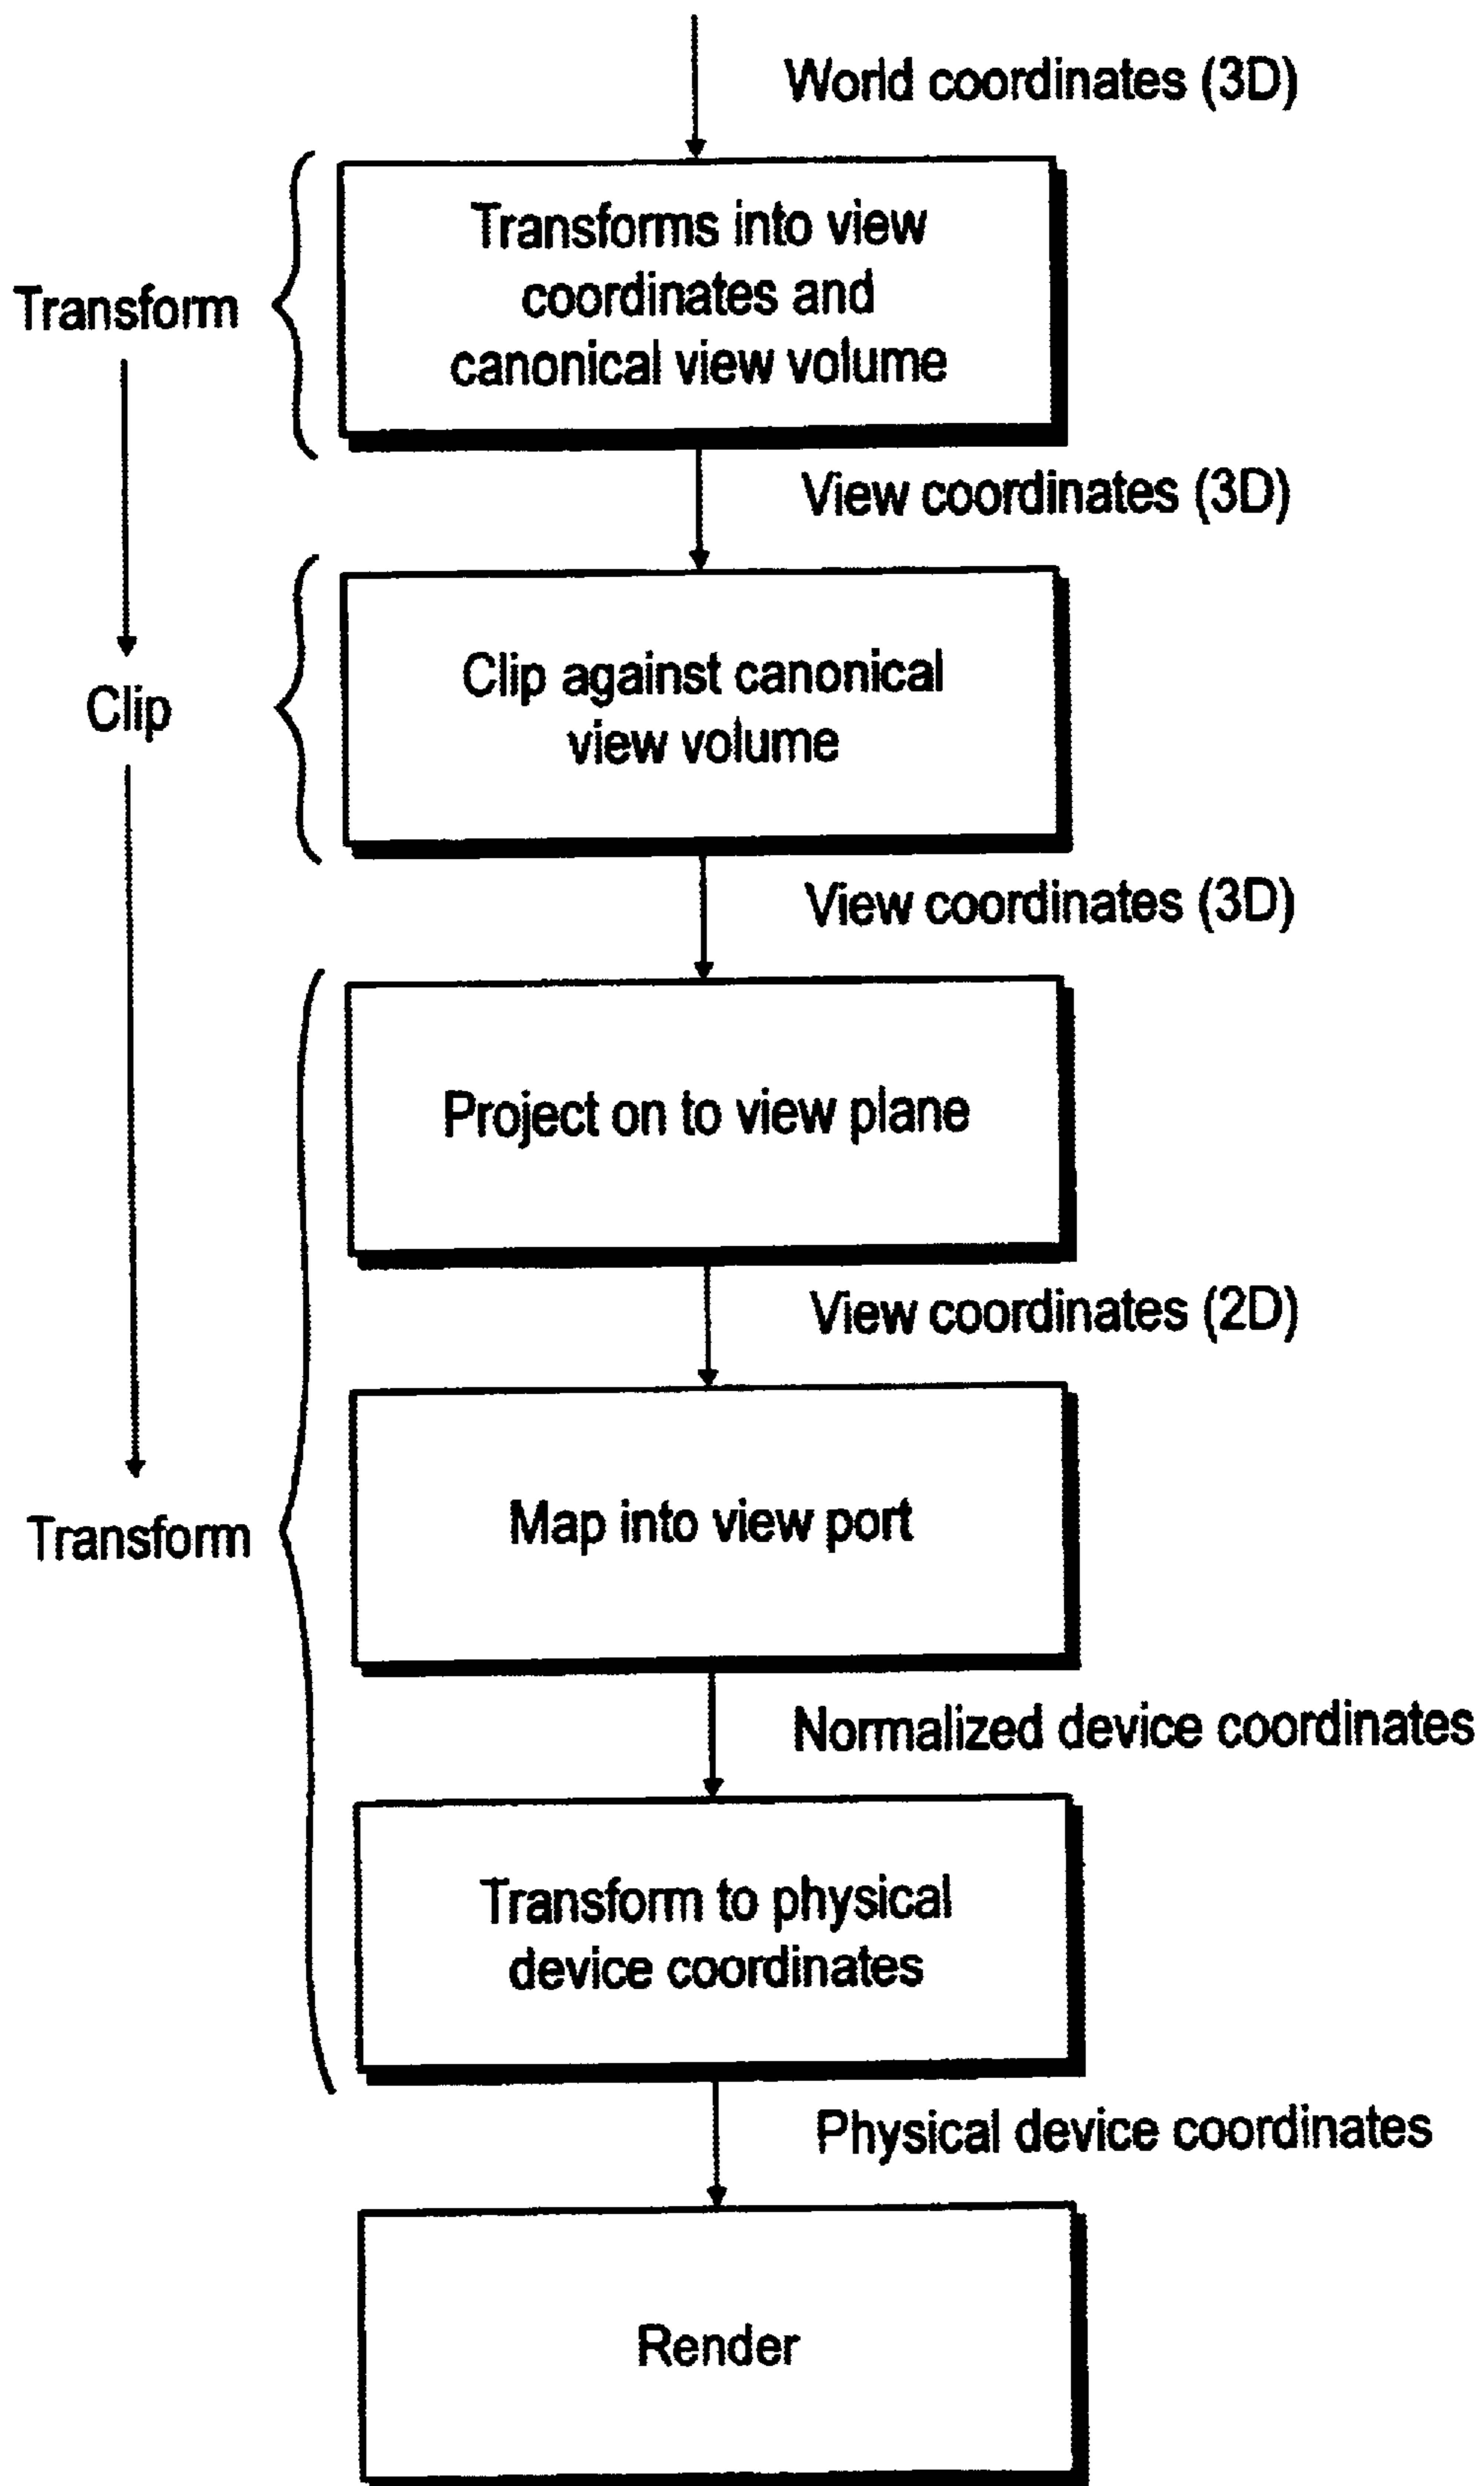 World coordinates (3D)
Transforms into view
coordinates and
canonical view volume
Transform
View coordinates (3D)
Clip against canonical
view volume
Clip
View coordinates (3D)
Project on to view plane
View coordinates (2D)
Map into view port
Transform
Normalized device coordinates
Transform to physical
device coordinates
Physical device coordinates
Render